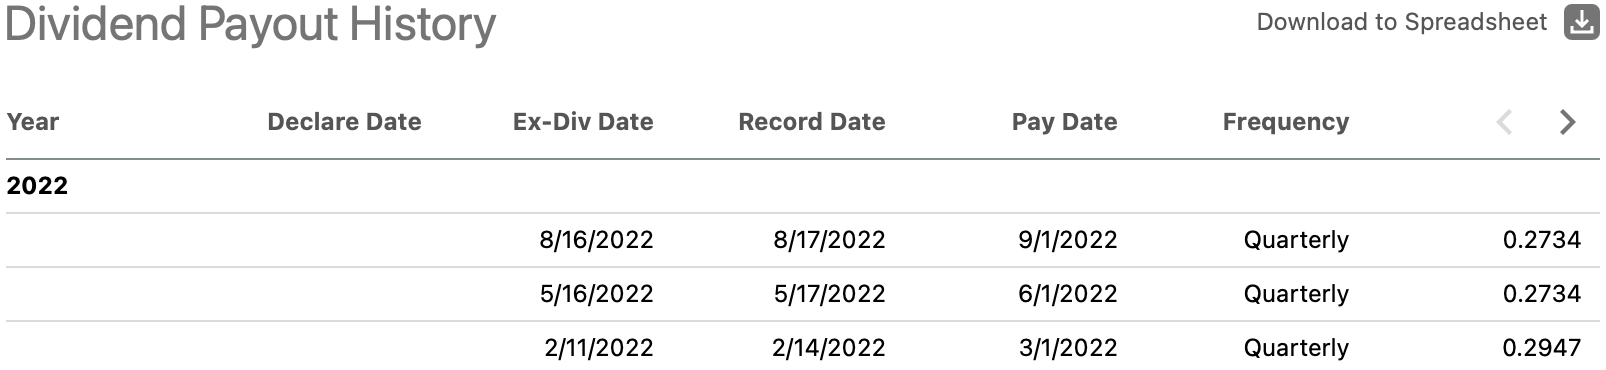 Dividend Payout History
Download to Spreadsheet
Year Declare Date Ex-Div Date Record Date Pay Date Frequency
2022
8/16/2022 8/17/2022 9/1/2022 Quarterly 0.2734
5/16/2022 5/17/2022 6/1/2022 Quarterly 0.2734
2/11/2022 2/14/2022 3/1/2022 Quarterly 0.2947